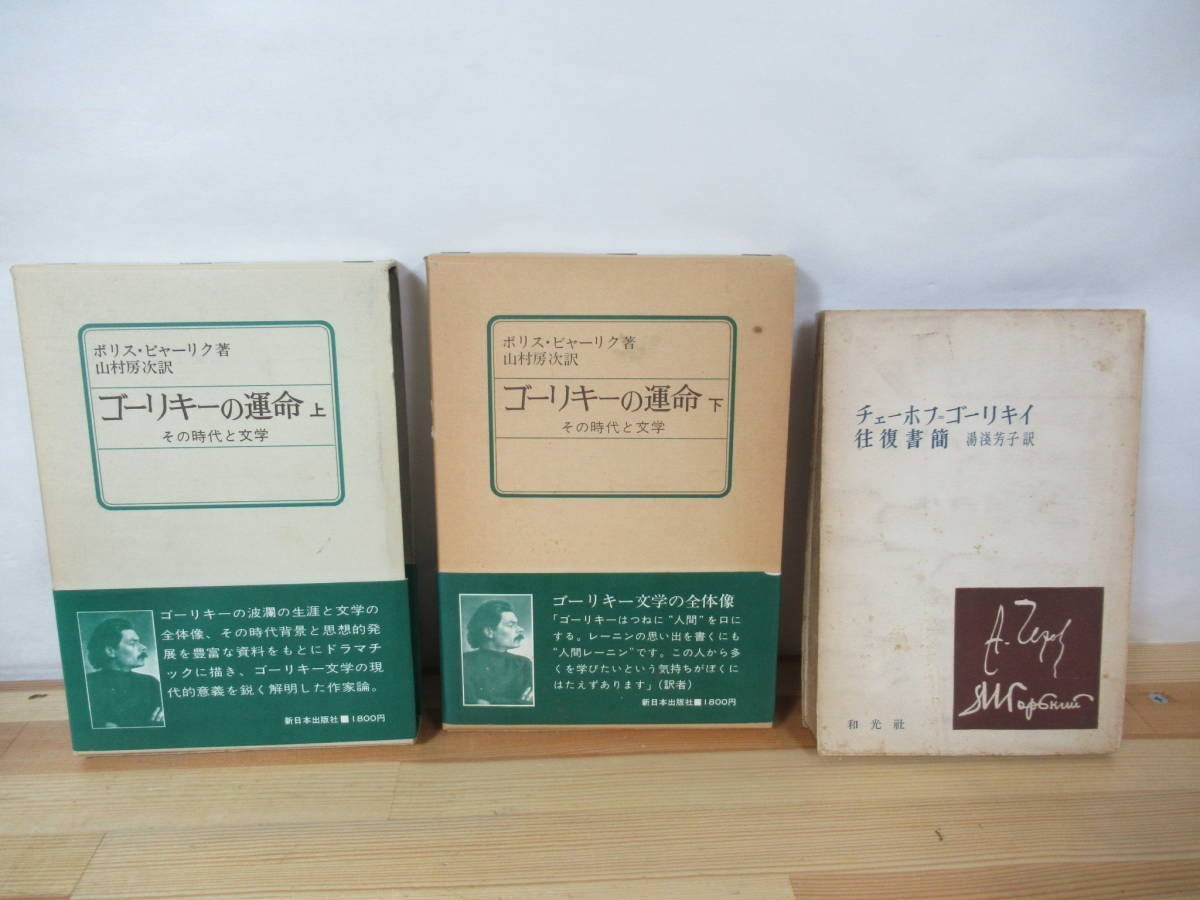 ボリス・ビャーリク著
山村房次訳
ゴーリキーの運命 上
その時代と文学
ゴーリキーの波瀾の生涯と文学の
全体像、その時代背景と思想的発
展を豊富な資料をもとにドラマチ
ックに描き、ゴーリキー文学の現
代的意義を鋭く解明した作家論。
新日本出版社■1800円
ボリス・ビャーリク著
山村房次訳
ゴーリキーの運命 下
その時代と文学
ゴーリキー文学の全体像
「ゴーリキーはつねに“人間”を口に
する。レーニンの思い出を書くにも
“人間レーニン”です。この人から多
くを学びたいという気持ちがぼくに
はたえずあります」(訳者)
新日本出版社■1800円
チェーホフ=ゴーリキイ
往復書簡 湯浅芳子訳
А. Чехов
М Горький
和光社